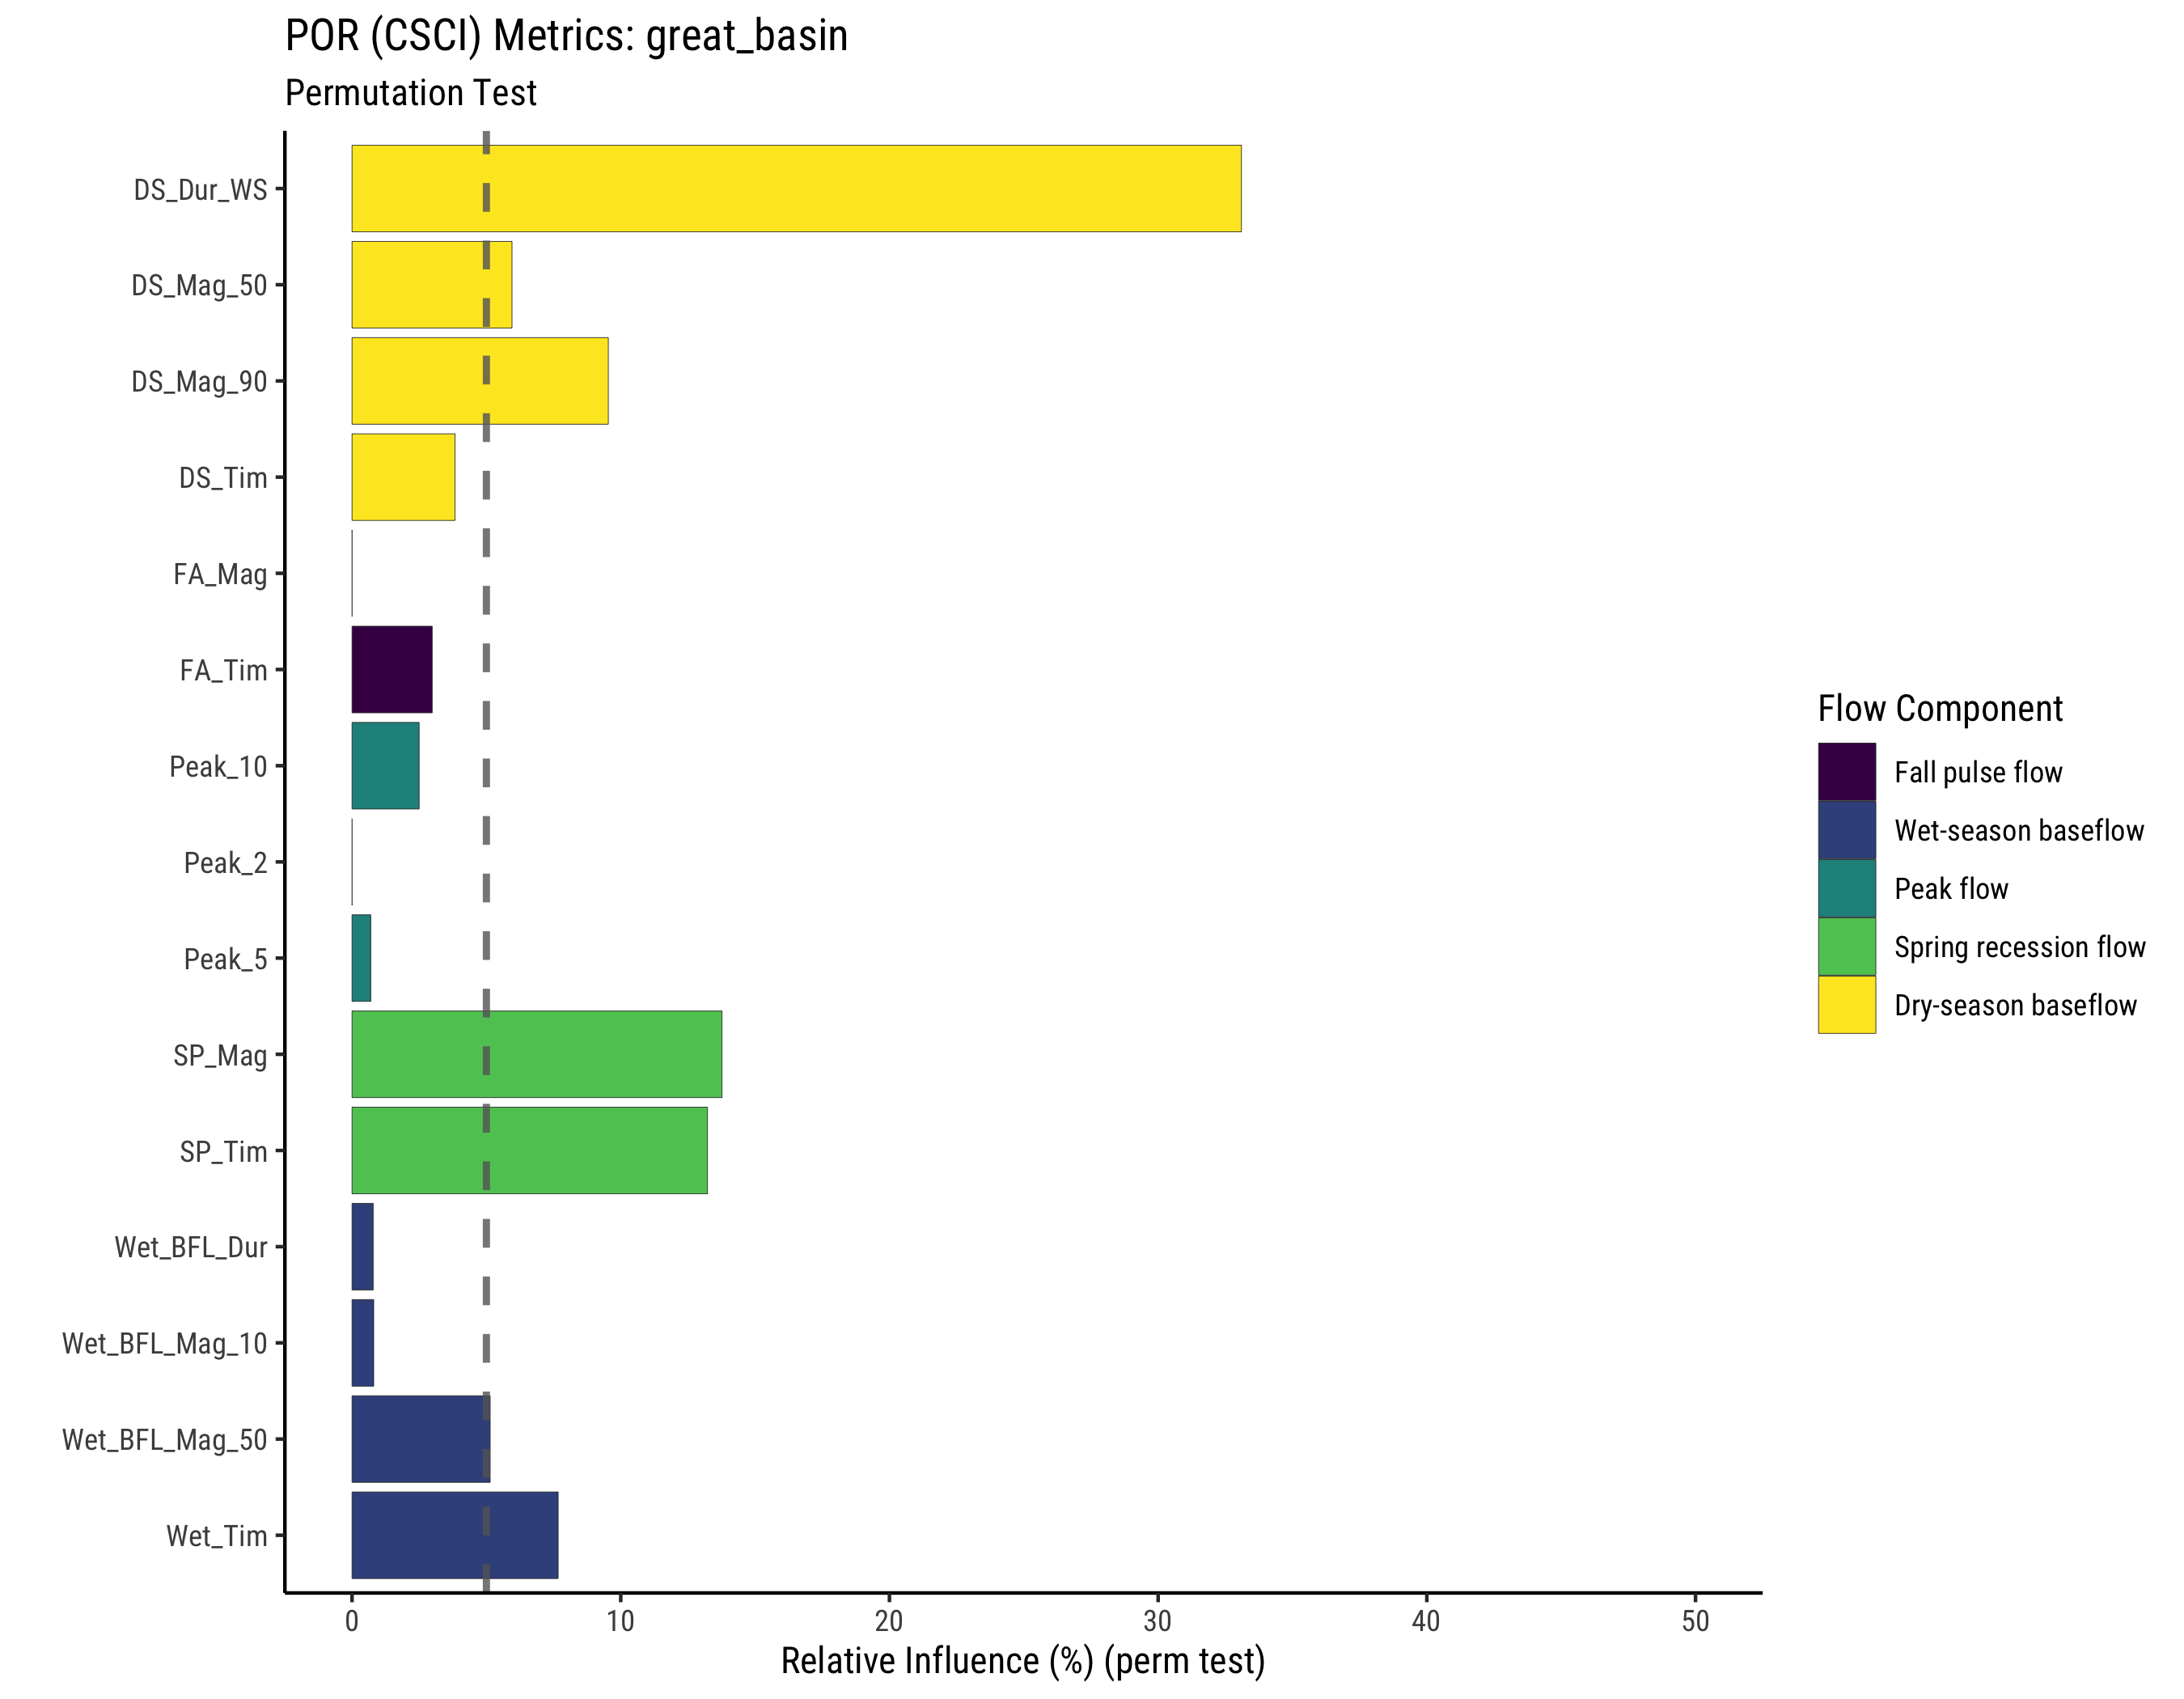 POR (CSCI) Metrics: great_basin
Permutation Test
DS_Dur_WS
DS_Mag_50
DS_Mag_90
DS_Tim
FA_Mag
FA_Tim
Peak_10
Peak_2
Peak_5
SP_Mag
SP_Tim
Wet_BFL_Dur
Wet_BFL_Mag_10
Wet_BFL_Mag_50
Wet_Tim
0 10 20 30 40 50
Relative Influence (%) (perm test)
Flow Component
Fall pulse flow
Wet-season baseflow
Peak flow
Spring recession flow
Dry-season baseflow